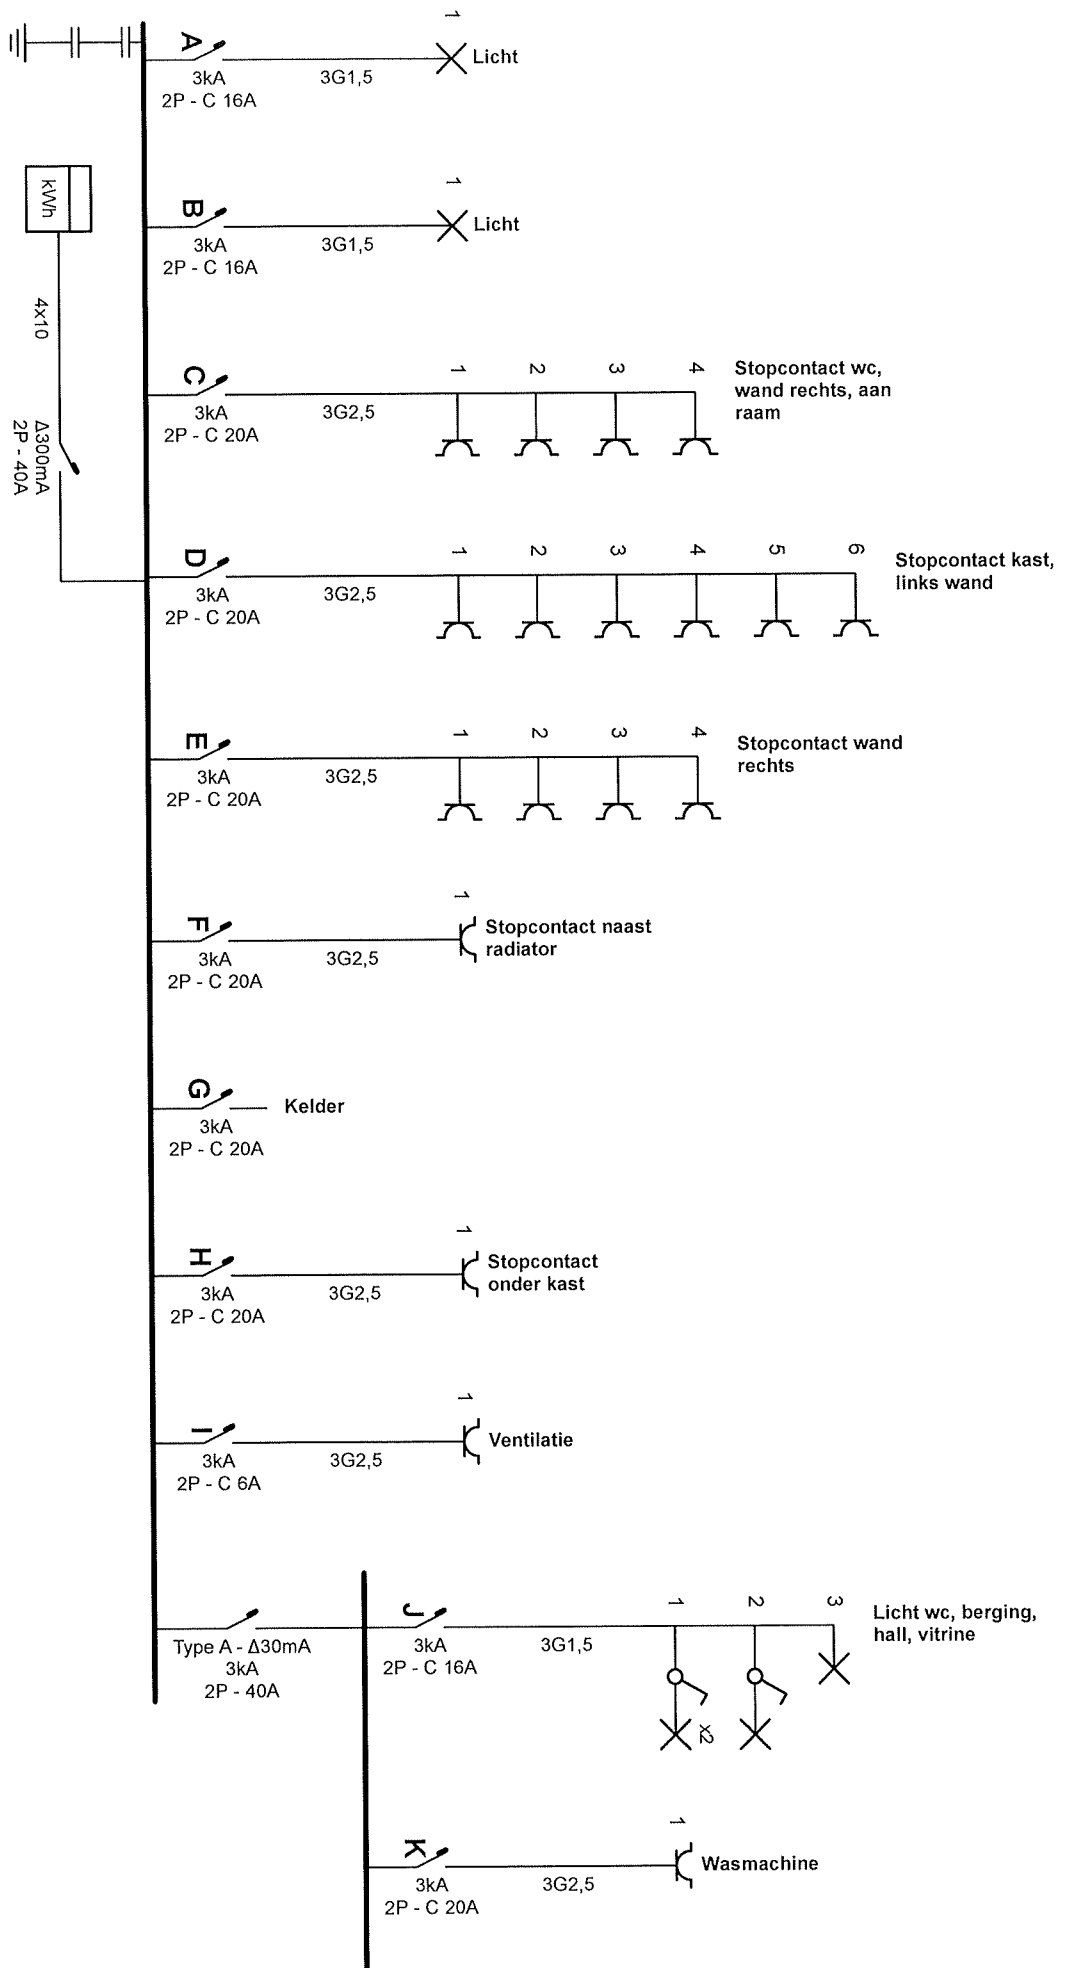 1
A
Licht
3kA
3G1,5
2P - C 16A
kWh
4x10
Δ300mA
2P - 40A
1
B
Licht
3kA
3G1,5
2P - C 16A
1
2
3
4
Stopcontact wc,
wand rechts, aan
raam
C
3kA
3G2,5
2P - C 20A
1
2
3
4
5
6
Stopcontact kast,
links wand
D
3kA
3G2,5
2P - C 20A
1
2
3
4
Stopcontact wand
rechts
E
3kA
3G2,5
2P - C 20A
1
F
Stopcontact naast
radiator
3kA
3G2,5
2P - C 20A
G
Kelder
3kA
2P - C 20A
1
H
Stopcontact
onder kast
3kA
3G2,5
2P - C 20A
1
I
Ventilatie
3kA
3G2,5
2P - C 6A
Type A - Δ30mA
3kA
2P - 40A
1
2
3
Licht wc, berging,
hall, vitrine
J
3kA
3G1,5
2P - C 16A
x2
1
K
Wasmachine
3kA
3G2,5
2P - C 20A